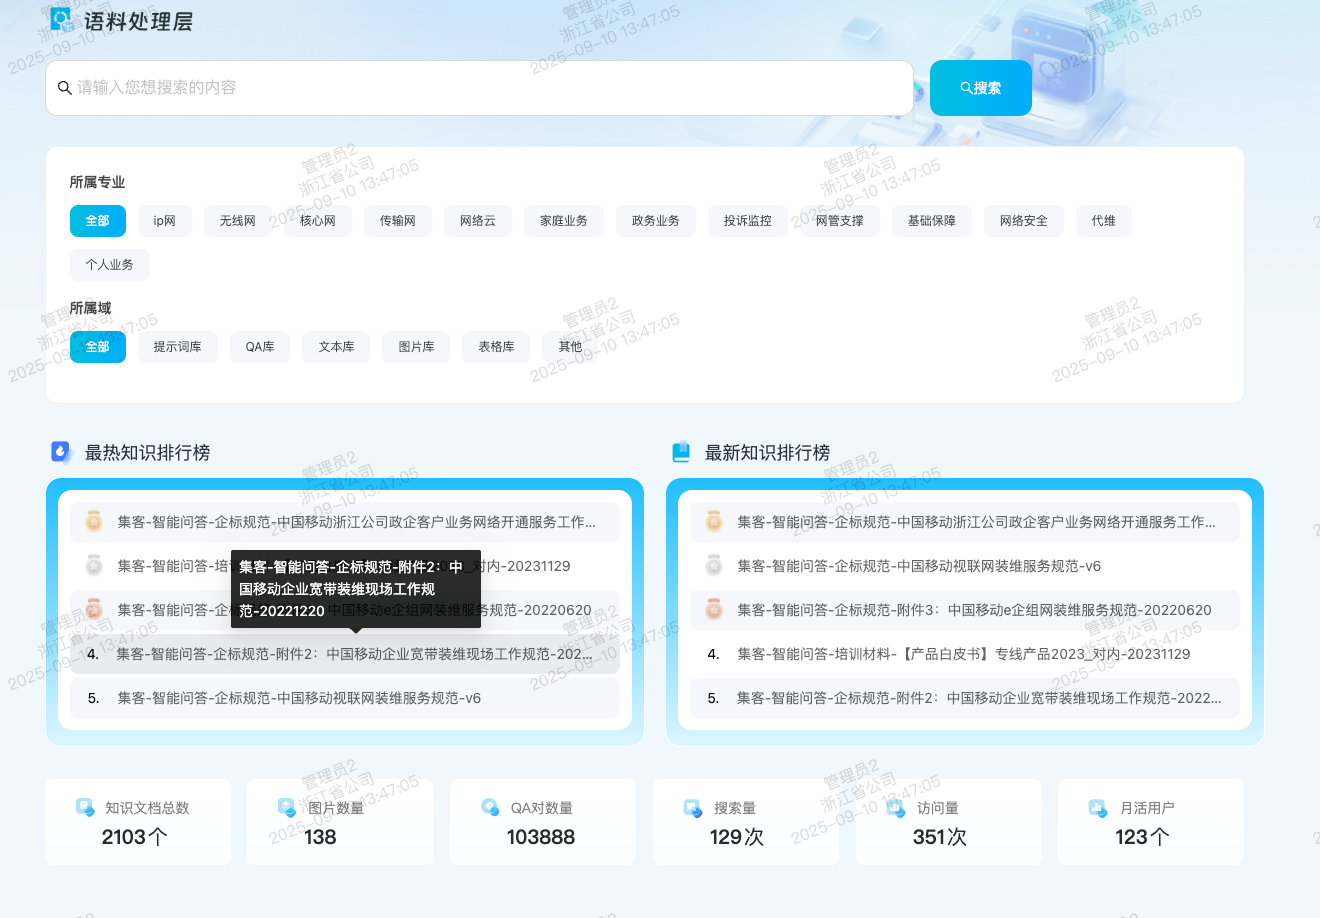 语料处理层
请输入您想搜索的内容
搜索
所属专业
全部 ip网 无线网 核心网 传输网 网络云 家庭业务 政务业务 投诉监控 网管支撑 基础保障 网络安全 代维
个人业务
所属域
全部 提示词库 QA库 文本库 图片库 表格库 其他
最热知识排行榜
集客-智能问答-企标规范-中国移动浙江公司政企客户业务网络开通服务工作...
集客-智能问答-培 _对内-20231129
集客-智能问答-企标 中国移动e企组网装维服务规范-20220620
集客-智能问答-企标规范-附件2：中
国移动企业宽带装维现场工作规
范-20221220
4. 集客-智能问答-企标规范-附件2：中国移动企业宽带装维现场工作规范-202...
5. 集客-智能问答-企标规范-中国移动视联网装维服务规范-v6
最新知识排行榜
集客-智能问答-企标规范-中国移动浙江公司政企客户业务网络开通服务工作...
集客-智能问答-企标规范-中国移动视联网装维服务规范-v6
集客-智能问答-企标规范-附件3：中国移动e企组网装维服务规范-20220620
4. 集客-智能问答-培训材料-【产品白皮书】专线产品2023_对内-20231129
5. 集客-智能问答-企标规范-附件2：中国移动企业宽带装维现场工作规范-2022...
知识文档总数
2103个
图片数量
138
QA对数量
103888
搜索量
129次
访问量
351次
月活用户
123个
管理员2
浙江省公司
2025-09-10 13:47:05